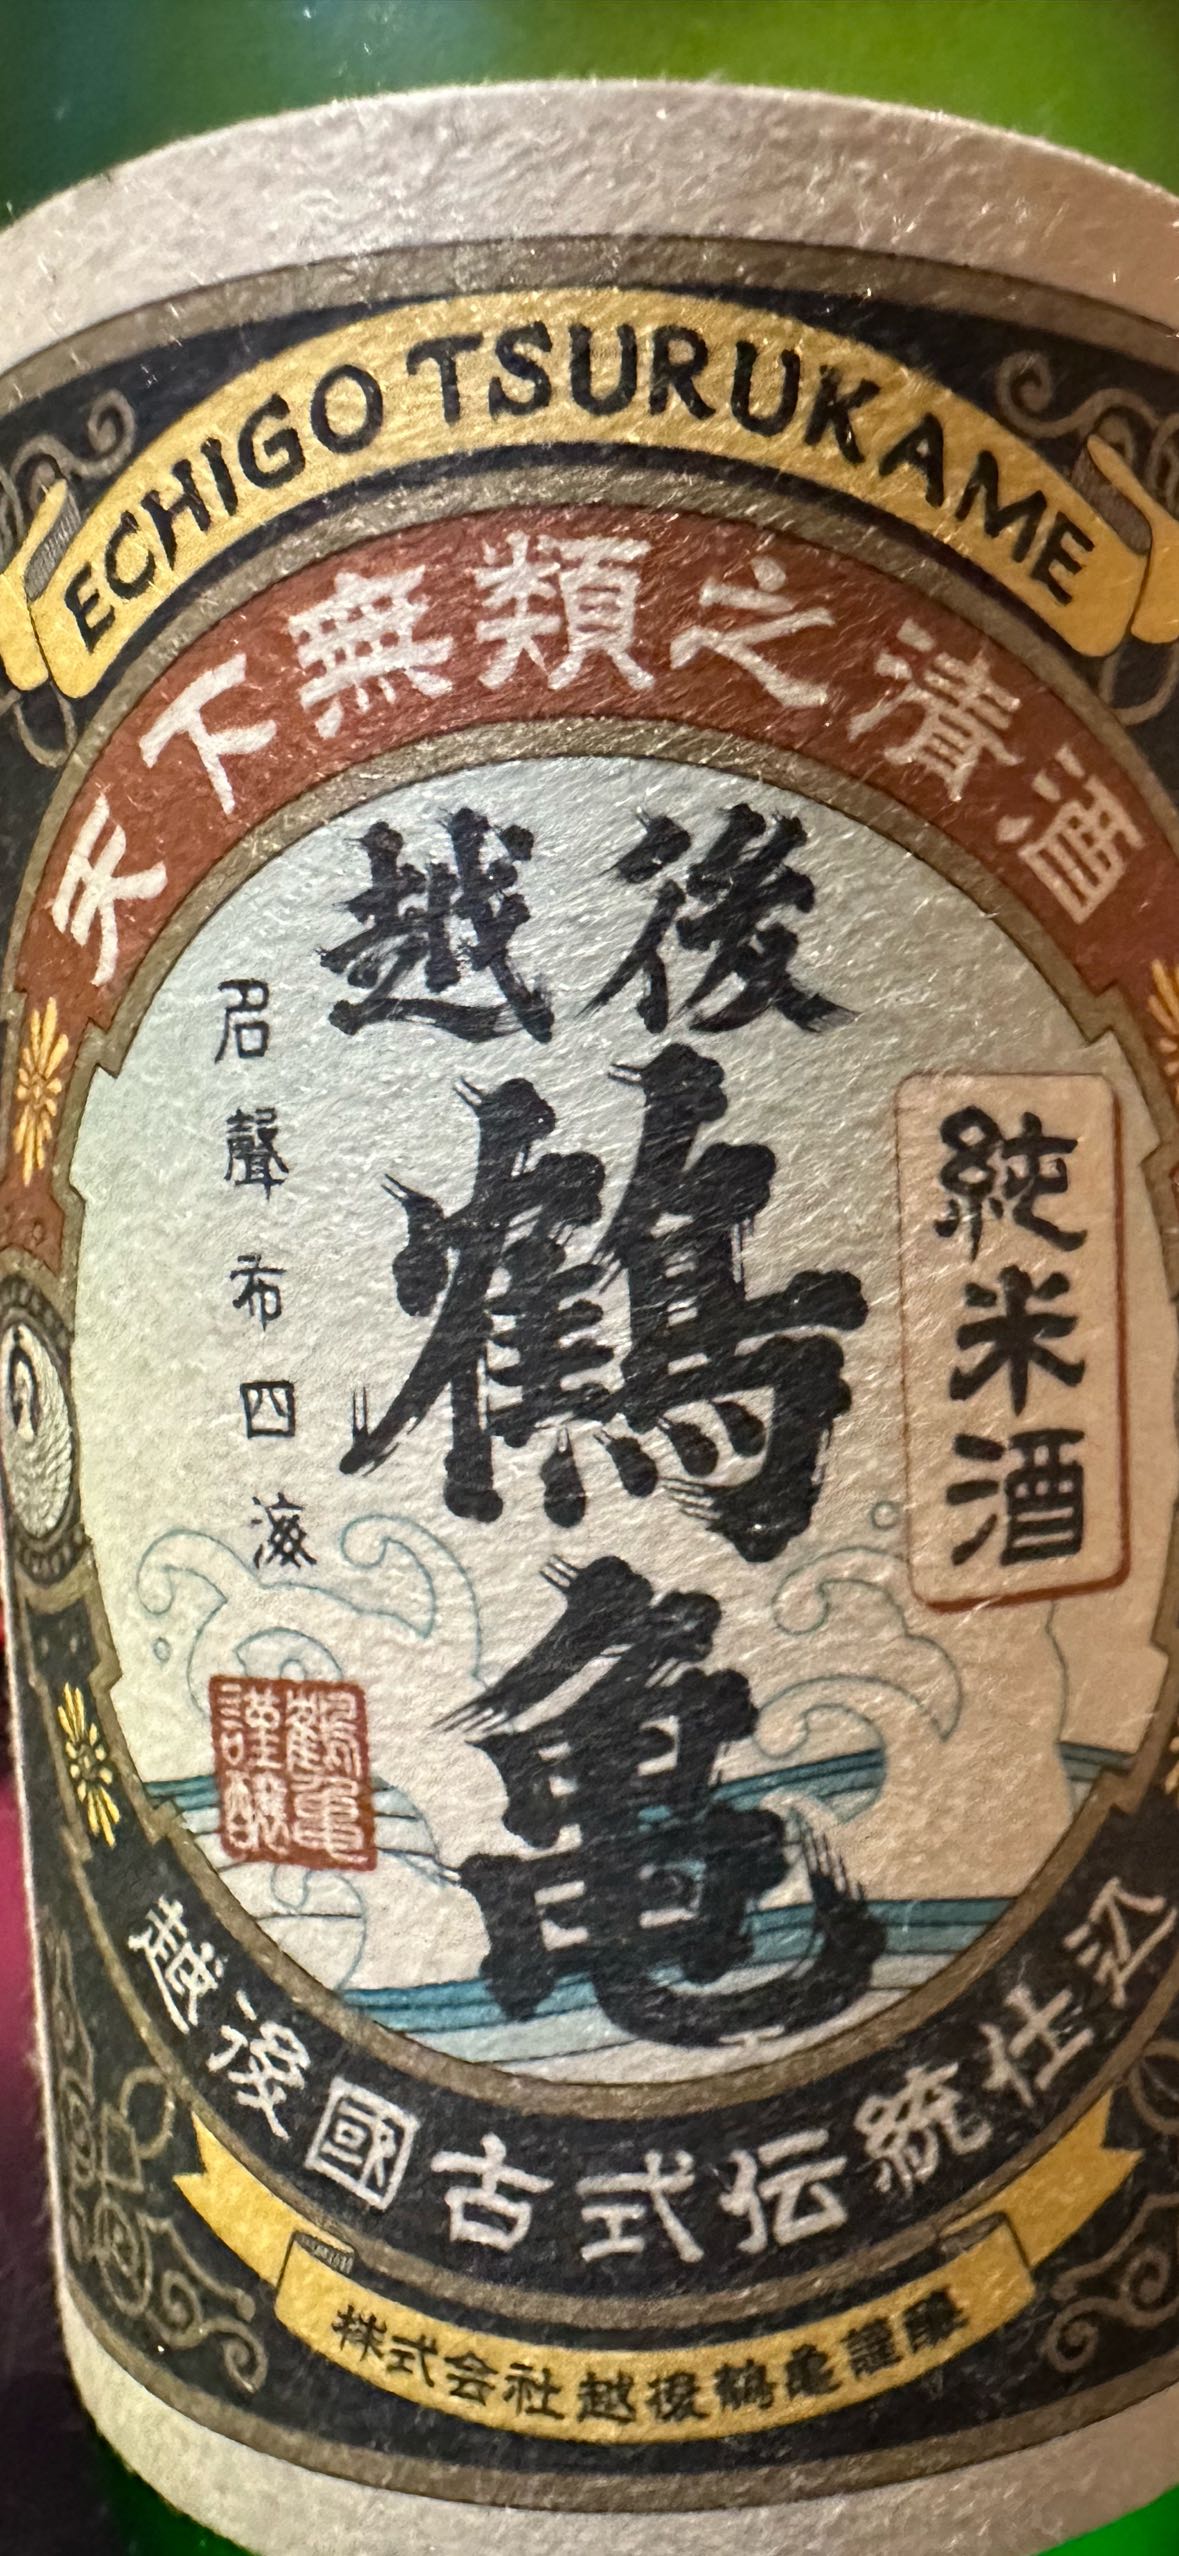 ECHIGO TSURUKAME
天下無類之清酒
越後
鶴亀
純米酒
名聲布四海
鶴亀謹醸
越後國古式伝統仕込
株式会社越後鶴亀謹醸